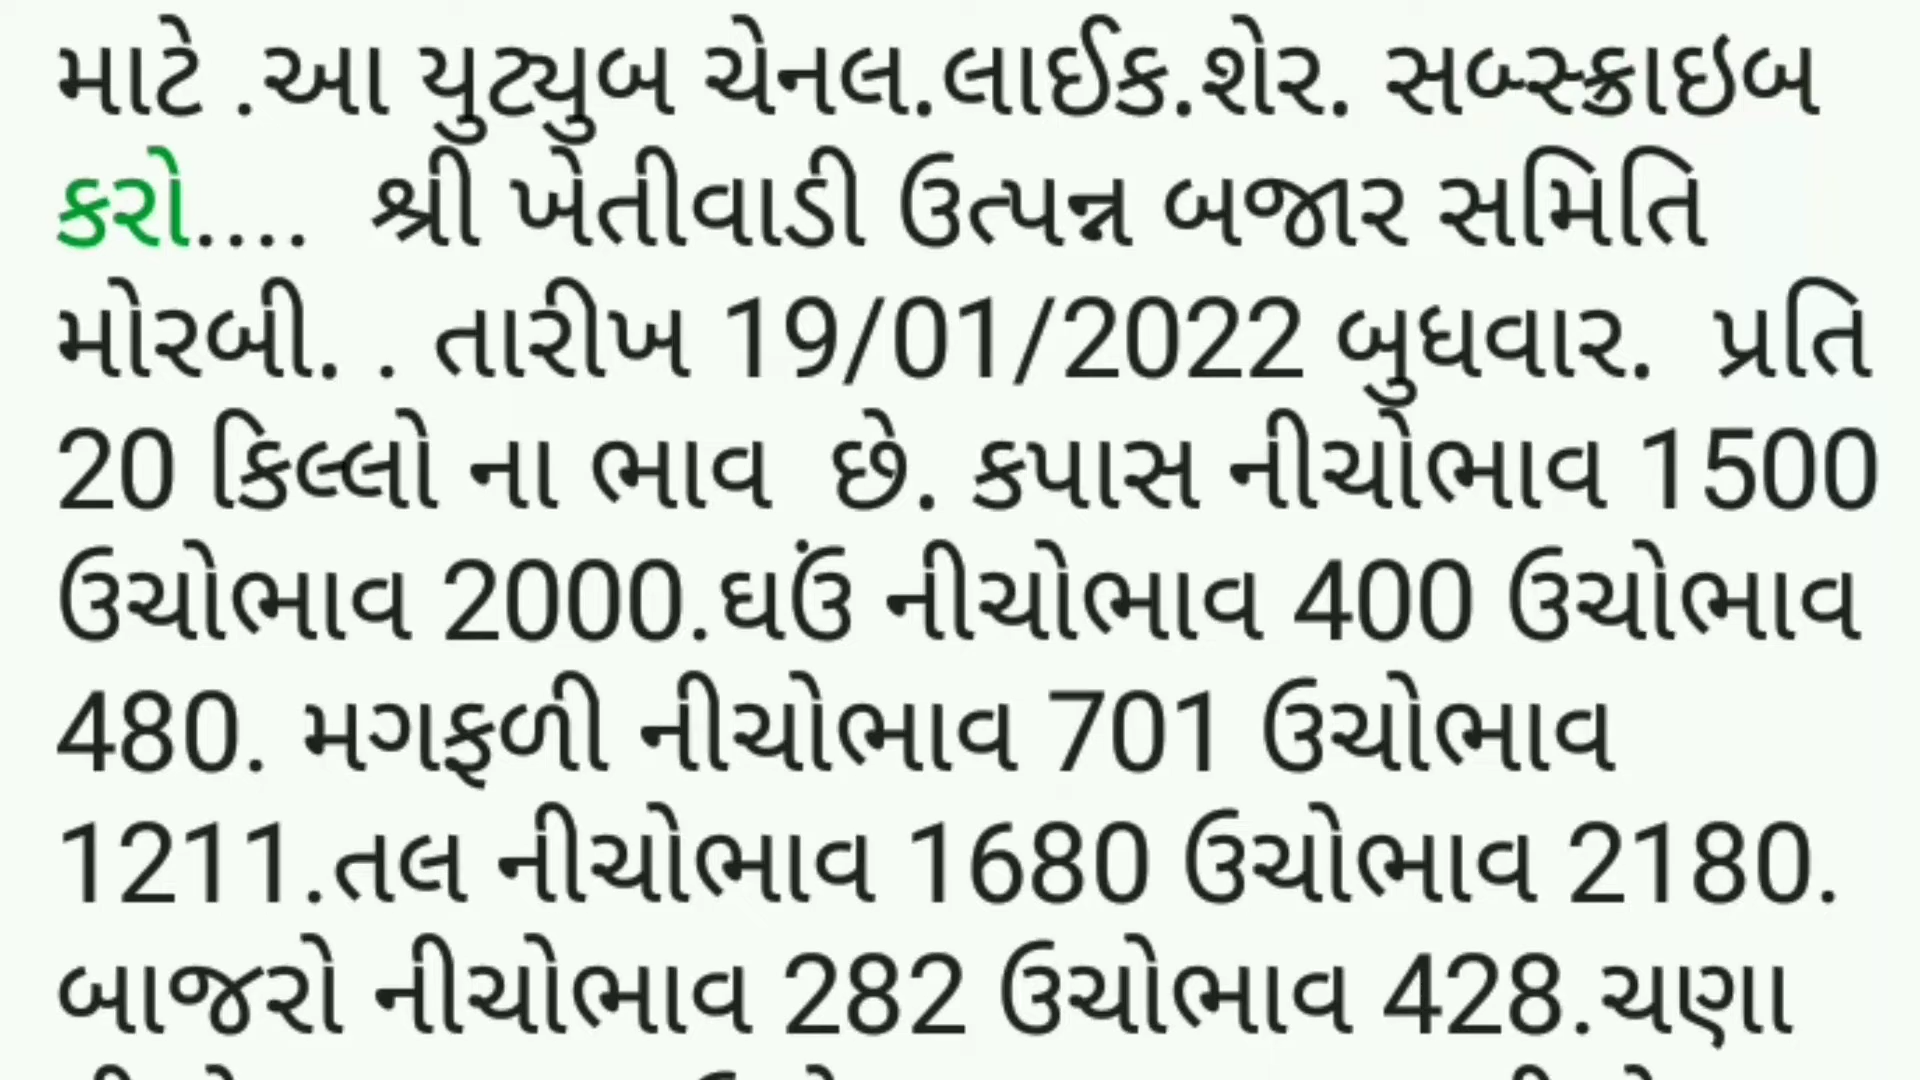 માટે .આ યુટ્યુબ ચેનલ.લાઈક.શેર. સબ્સ્ક્રાઇબ
કરો.... શ્રી ખેતીવાડી ઉત્પન્ન બજાર સમિતિ
મોરબી. . તારીખ 19/01/2022 બુધવાર. પ્રતિ
20 કિલ્લો ના ભાવ છે. કપાસ નીચોભાવ 1500
ઉચોભાવ 2000.ઘઉં નીચોભાવ 400 ઉચોભાવ
480. મગફળી નીચોભાવ 701 ઉચોભાવ
1211.તલ નીચોભાવ 1680 ઉચોભાવ 2180.
બાજરો નીચોભાવ 282 ઉચોભાવ 428.ચણા